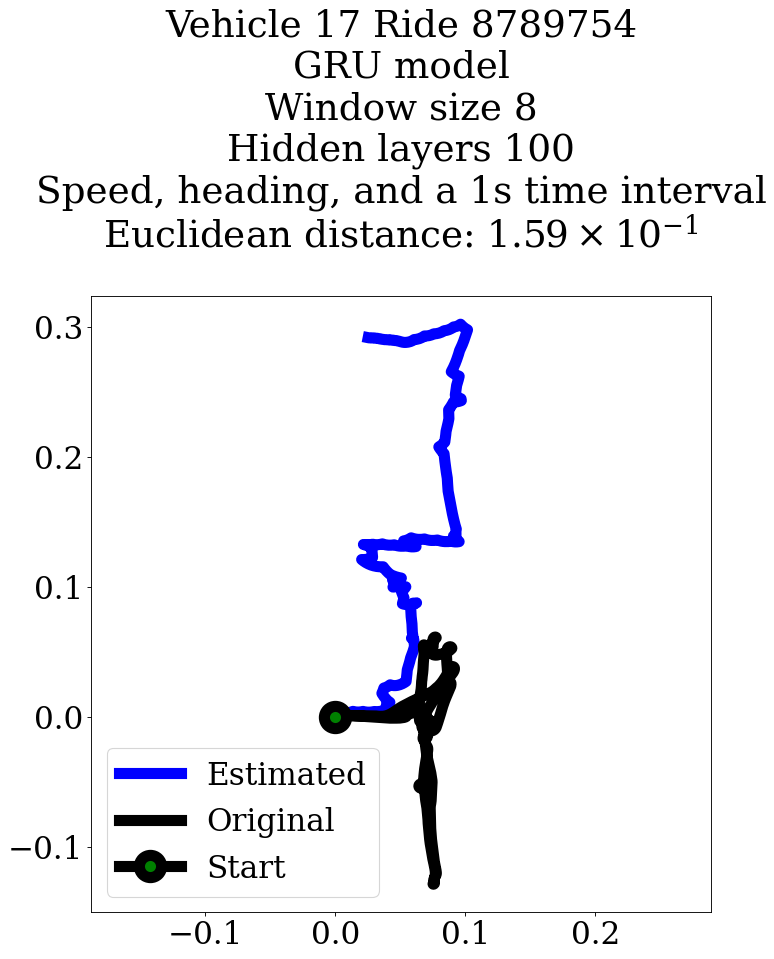 Vehicle 17 Ride 8789754
GRU model
Window size 8
Hidden layers 100
Speed, heading, and a 1s time interval
Euclidean distance: 1.59 × 10⁻¹
0.3
0.2
0.1
0.0
−0.1
Estimated
Original
Start
−0.1 0.0 0.1 0.2